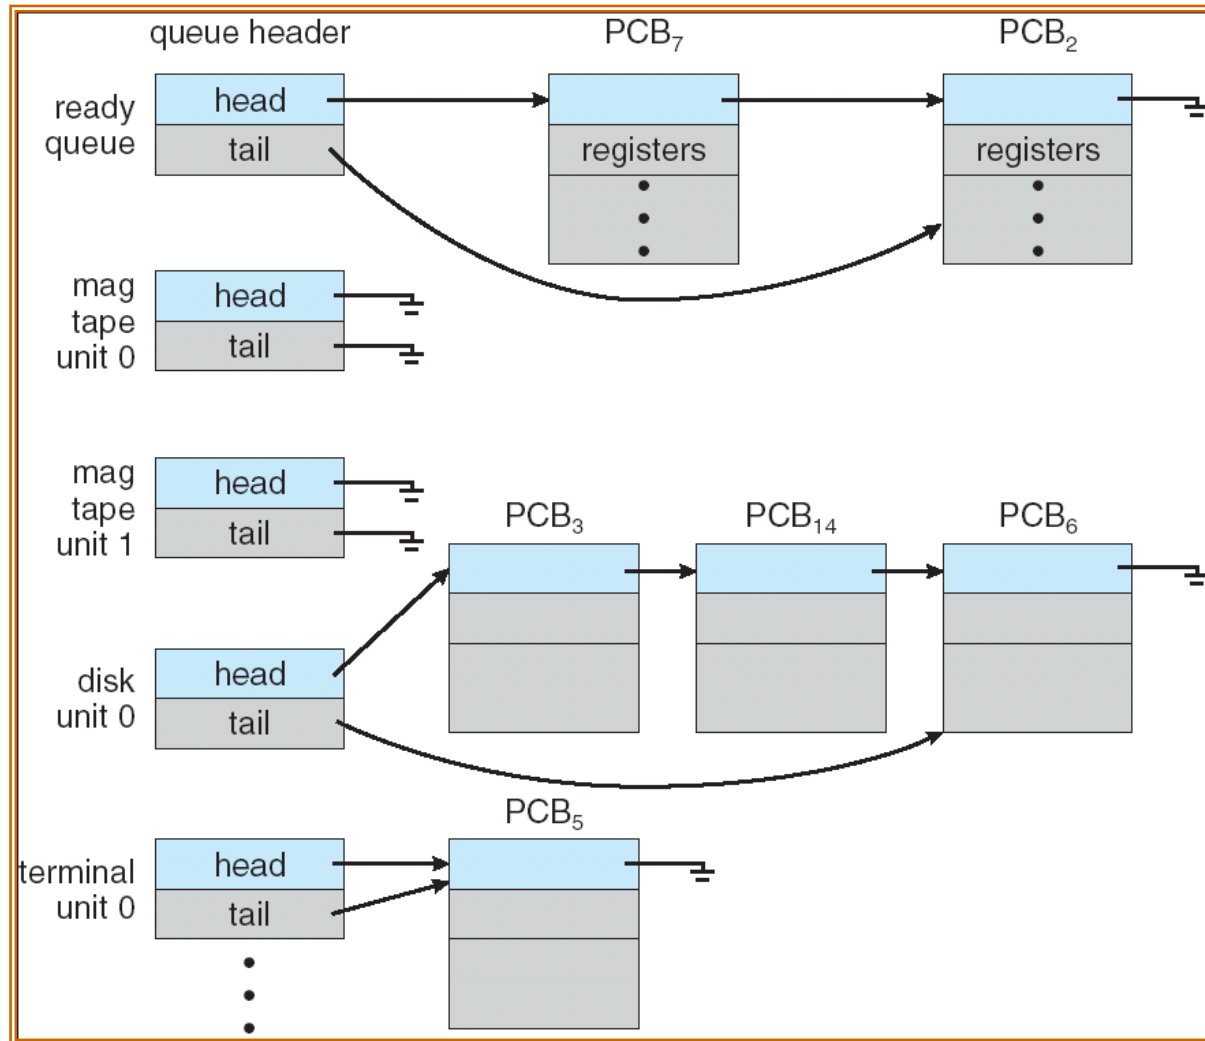 queue header
PCB7
PCB2
ready
queue
head
tail
registers
registers
mag
tape
unit 0
head
tail
mag
tape
unit 1
head
tail
PCB3
PCB14
PCB6
disk
unit 0
head
tail
PCB5
terminal
unit 0
head
tail